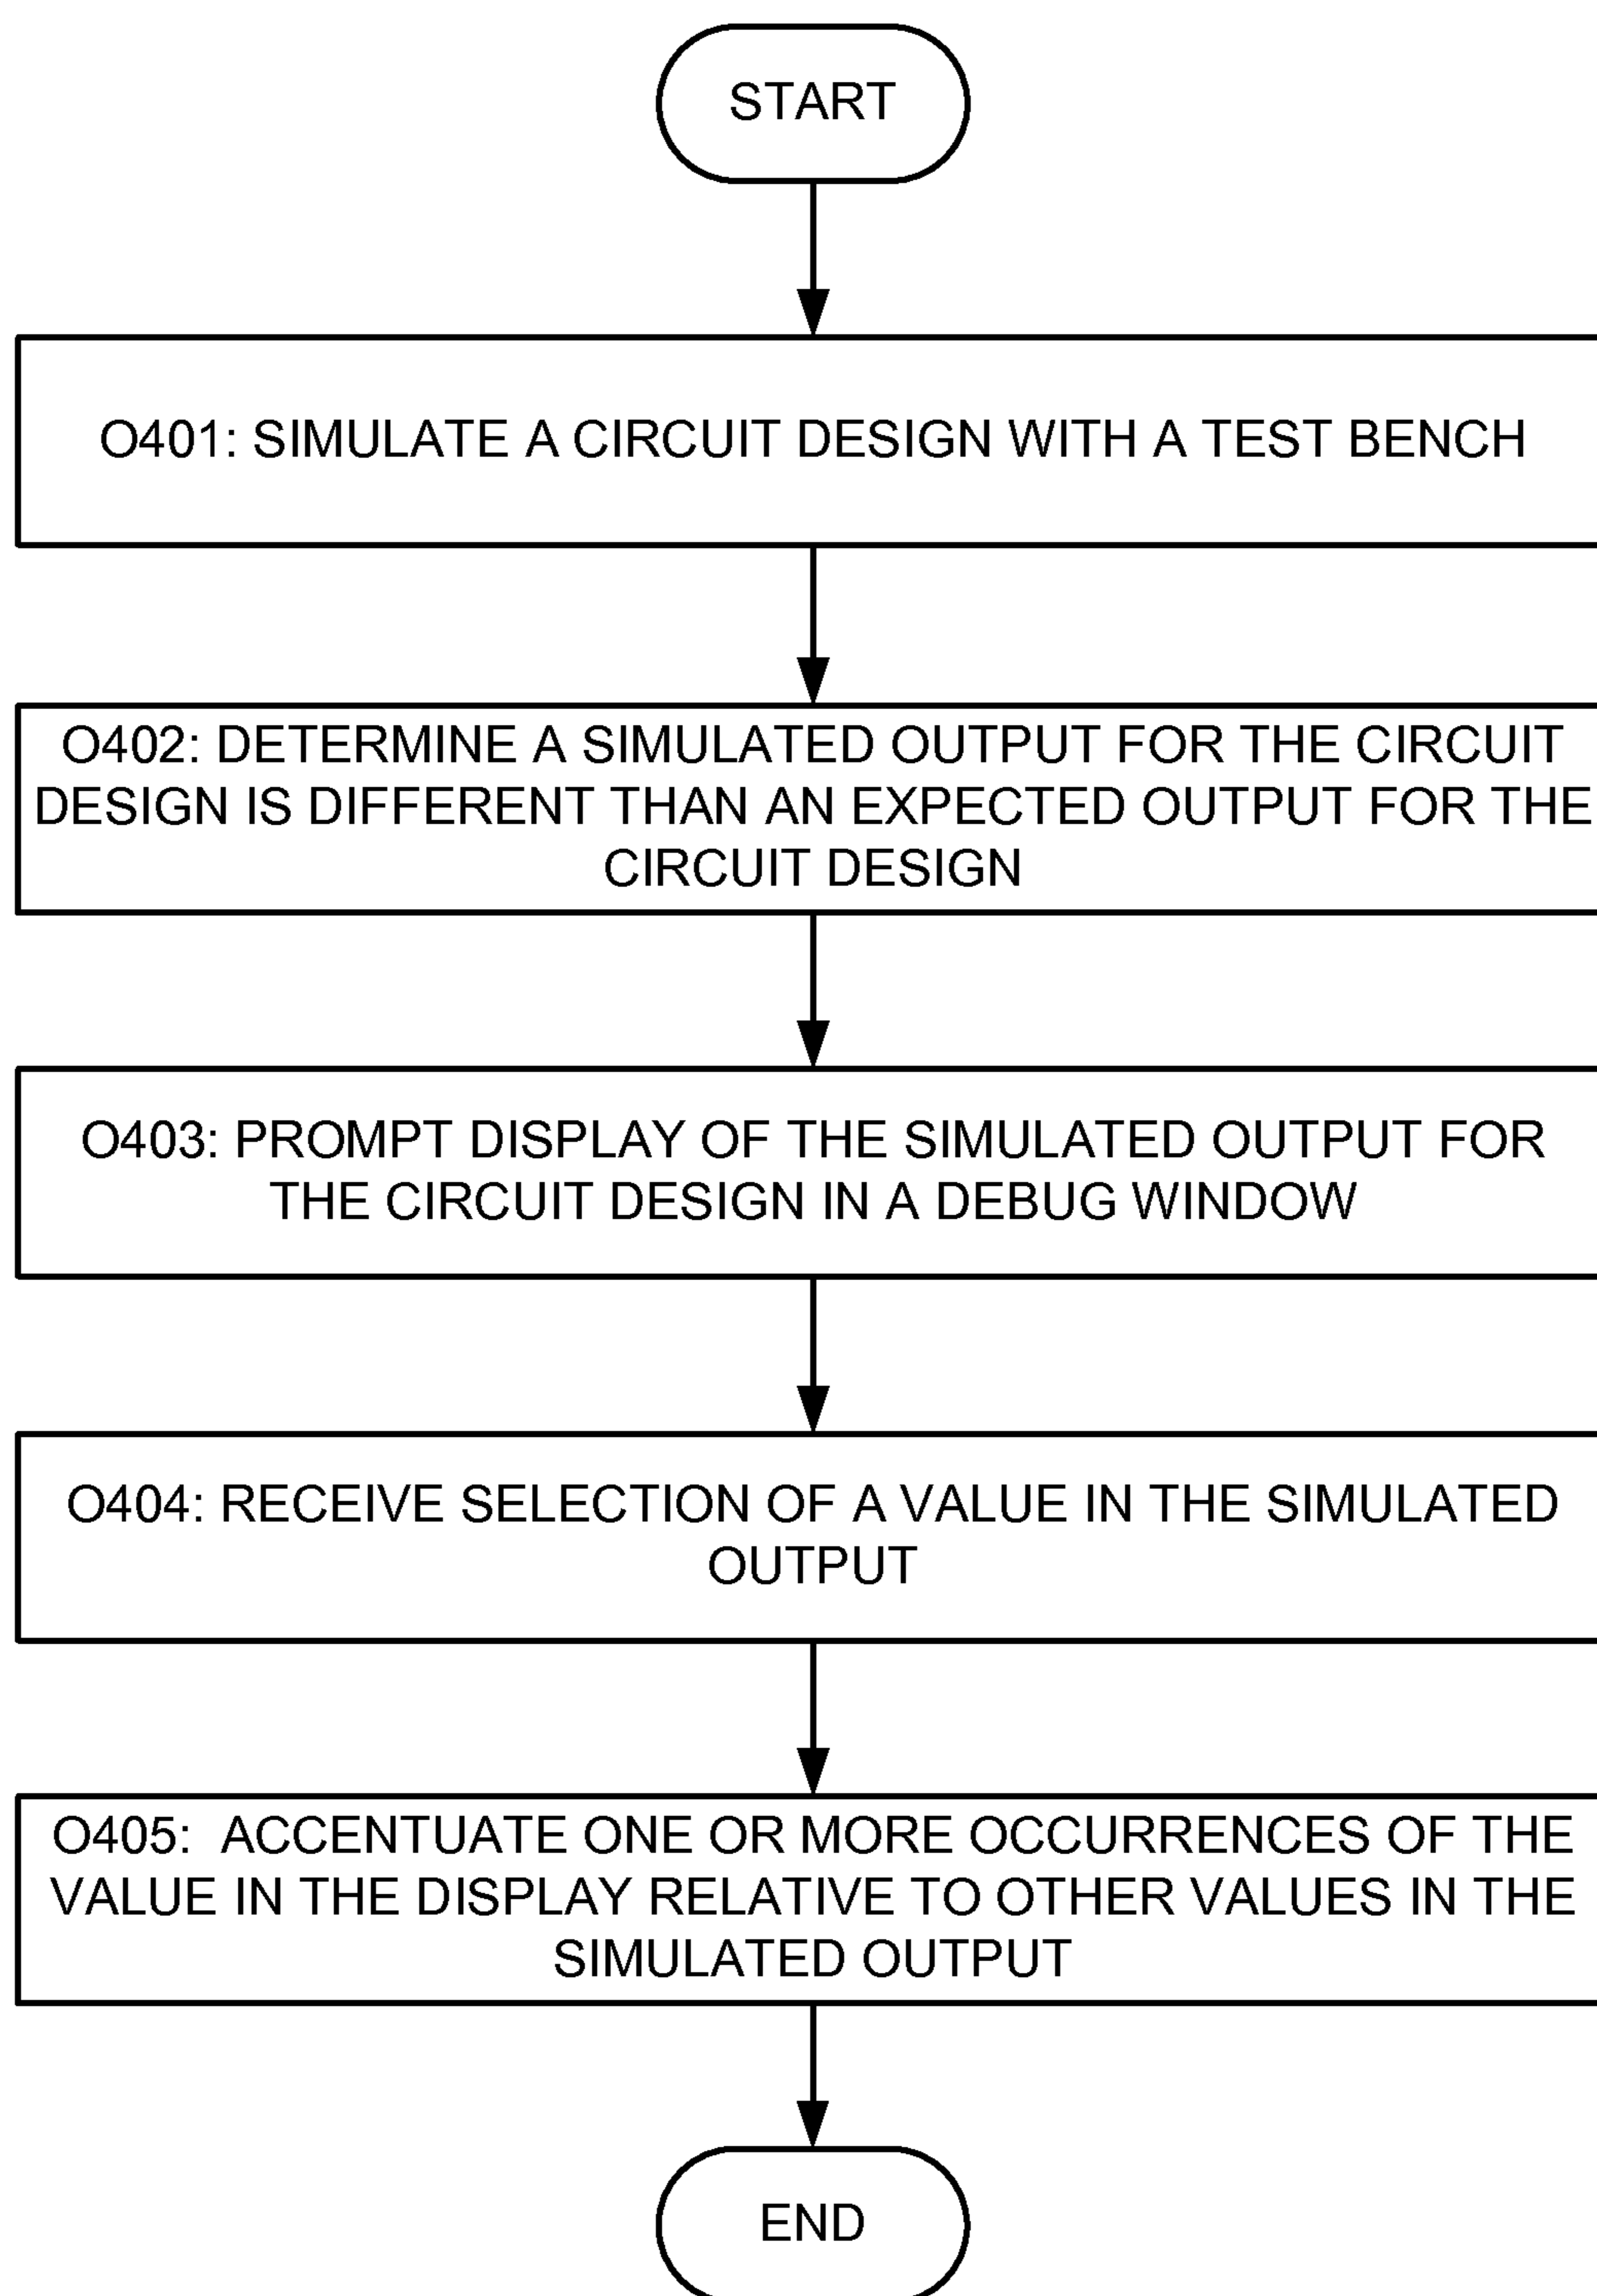 START
O401: SIMULATE A CIRCUIT DESIGN WITH A TEST BENCH
O402: DETERMINE A SIMULATED OUTPUT FOR THE CIRCUIT
DESIGN IS DIFFERENT THAN AN EXPECTED OUTPUT FOR THE
CIRCUIT DESIGN
O403: PROMPT DISPLAY OF THE SIMULATED OUTPUT FOR
THE CIRCUIT DESIGN IN A DEBUG WINDOW
O404: RECEIVE SELECTION OF A VALUE IN THE SIMULATED
OUTPUT
O405:  ACCENTUATE ONE OR MORE OCCURRENCES OF THE
VALUE IN THE DISPLAY RELATIVE TO OTHER VALUES IN THE
SIMULATED OUTPUT
END